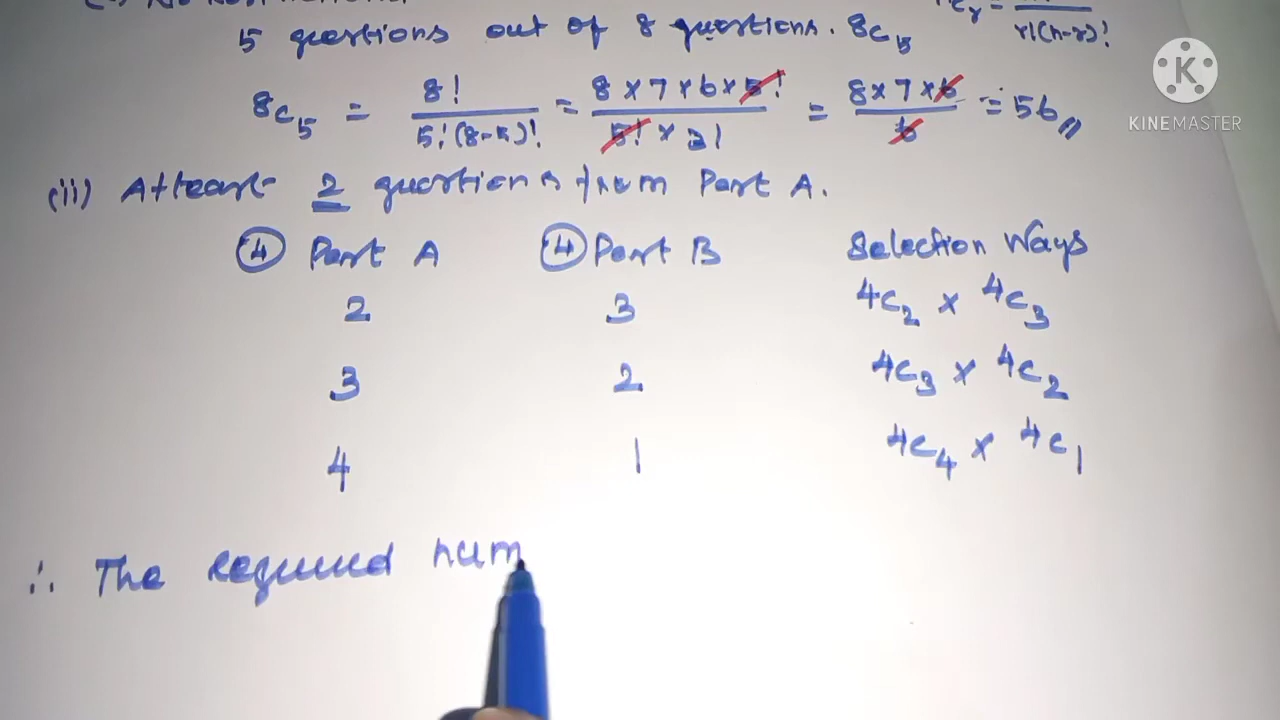 5 questions out of 8 questions. 8C5
r!(n-r)!
8C5 = 8! / 5!(8-5)! = 8×7×6×5! / 5!×3! = 8×7×6 / 6 = 56//
(ii) Atleast 2 questions from Part A.
④ Part A ④ Part B Selection Ways
2 3 4C2 × 4C3
3 2 4C3 × 4C2
4 1 4C4 × 4C1
∴ The required num
KINEMASTER